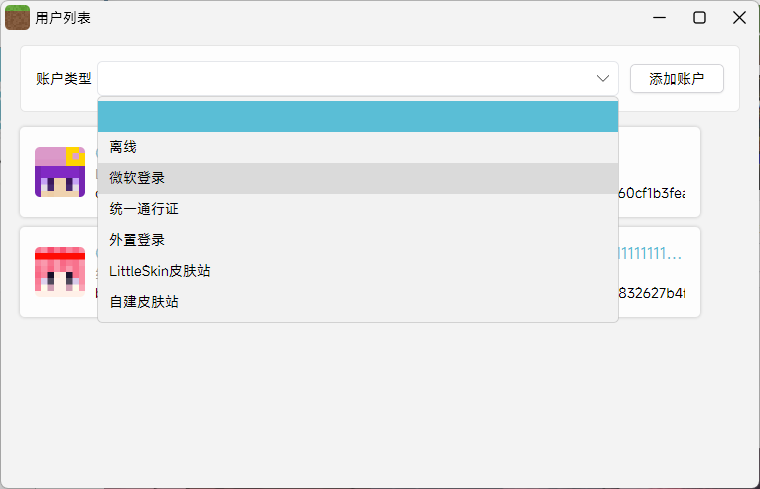 用户列表
账户类型
添加账户
离线
微软登录
统一通行证
外置登录
LittleSkin皮肤站
自建皮肤站
60cf1b3fea
11111111...
832627b4f